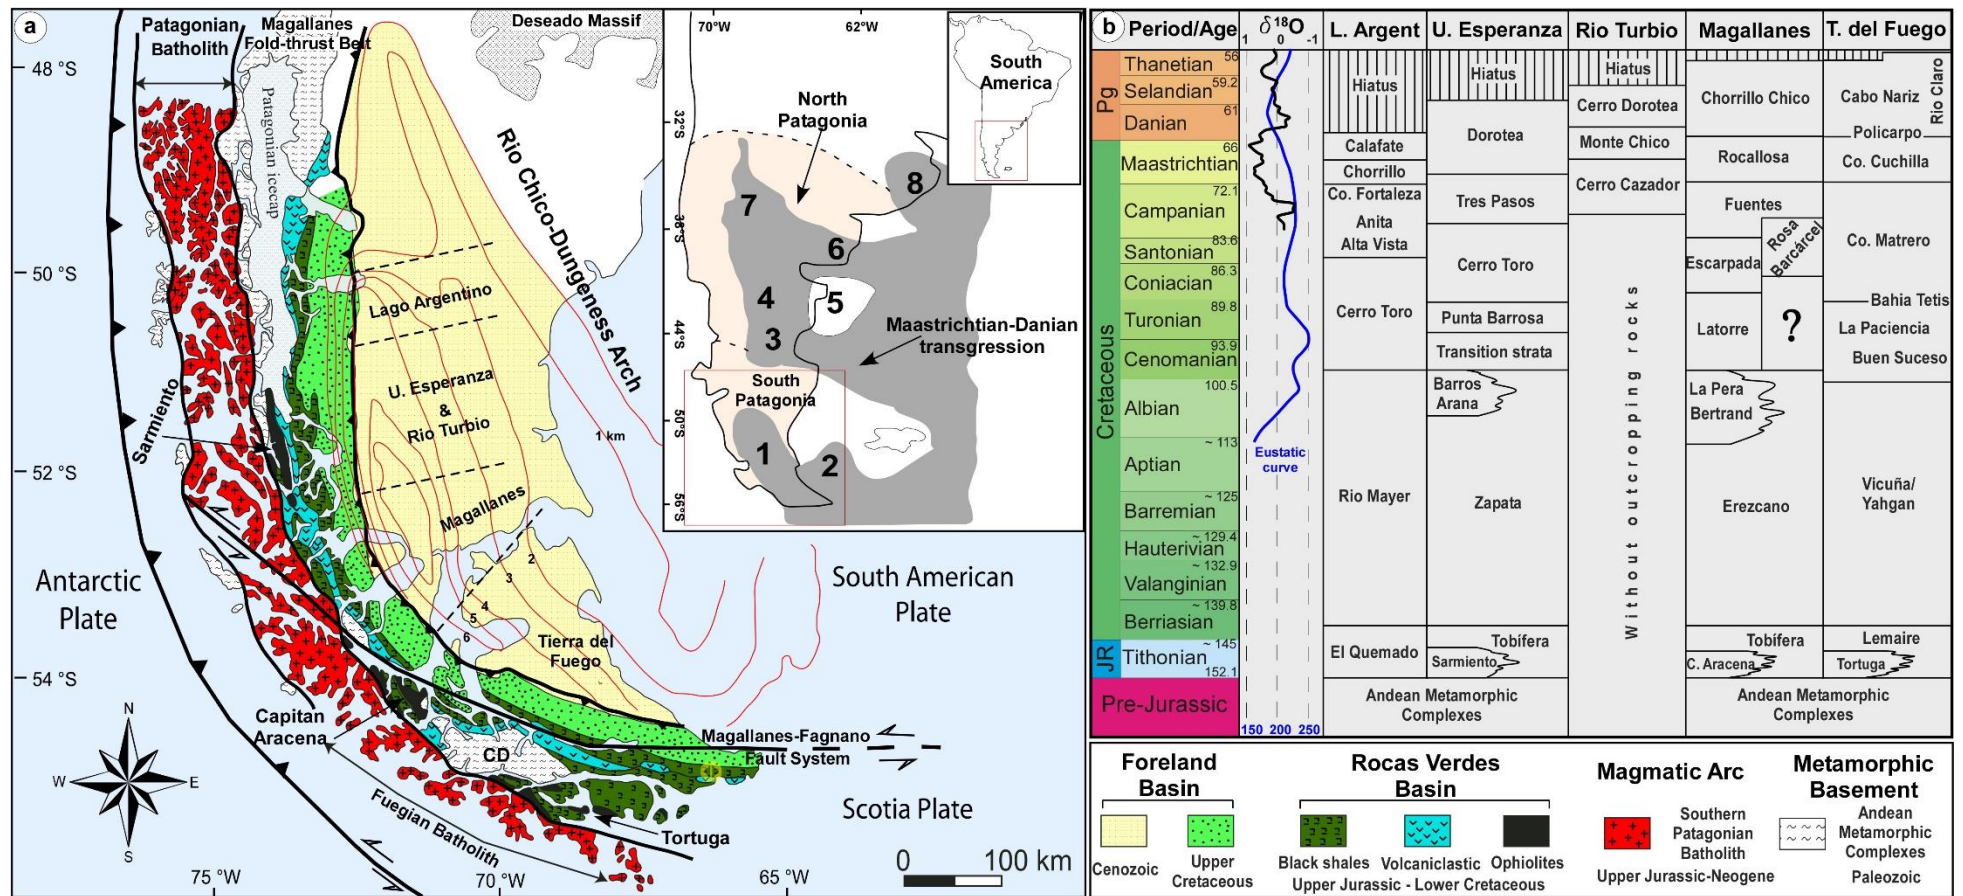 a
Patagonian
Batholith
Magallanes
Fold-thrust Belt
Deseado Massif
48 °S
50 °S
52 °S
54 °S
Patagonian icecap
Rio Chico-Dungeness Arch
Lago Argentino
U. Esperanza
&
Rio Turbio
Magallanes
1 km
2
3
4
5
6
Sarmiento
Antarctic
Plate
South American
Plate
Tierra del
Fuego
Capitan
Aracena
CD
Magallanes-Fagnano
Fault System
Scotia Plate
Fuegian Batholith
Tortuga
N
W
E
S
0
100 km
75°W
70°W
65°W
70°W
62°W
South
America
North
Patagonia
32°S
38°S
44°S
50°S
56°S
7
8
6
4
5
3
Maastrichtian-Danian
transgression
South
Patagonia
1
2
b
Period/Age
δ18O
1
0
-1
L. Argent
U. Esperanza
Rio Turbio
Magallanes
T. del Fuego
Pg
Cretaceous
JR
Thanetian
56
Selandian
59.2
Danian
61
Maastrichtian
66
Campanian
72.1
Santonian
83.6
Coniacian
86.3
Turonian
89.8
Cenomanian
93.9
Albian
100.5
Aptian
~ 113
Barremian
~ 125
Hauterivian
~ 129.4
Valanginian
~ 132.9
Berriasian
~ 139.8
Tithonian
~ 145
152.1
Pre-Jurassic
Eustatic
curve
150 200 250
Hiatus
Calafate
Chorrillo
Co. Fortaleza
Anita
Alta Vista
Cerro Toro
Rio Mayer
El Quemado
Andean Metamorphic
Complexes
Hiatus
Dorotea
Tres Pasos
Cerro Toro
Punta Barrosa
Transition strata
Barros
Arana
Zapata
Tobífera
Sarmiento
Hiatus
Cerro Dorotea
Monte Chico
Cerro Cazador
Without outcropping rocks
Chorrillo Chico
Rocallosa
Fuentes
Rosa
Barcárcel
Escarpada
Latorre
?
La Pera
Bertrand
Erezcano
Tobífera
C. Aracena
Andean Metamorphic
Complexes
Cabo Nariz
Rio Claro
Policarpo
Co. Cuchilla
Co. Matrero
Bahia Tetis
La Paciencia
Buen Suceso
Vicuña/
Yahgan
Lemaire
Tortuga
Foreland
Basin
Cenozoic
Upper
Cretaceous
Rocas Verdes
Basin
Black shales
Volcaniclastic
Ophiolites
Upper Jurassic - Lower Cretaceous
Magmatic Arc
Southern
Patagonian
Batholith
Upper Jurassic-Neogene
Metamorphic
Basement
Andean
Metamorphic
Complexes
Paleozoic